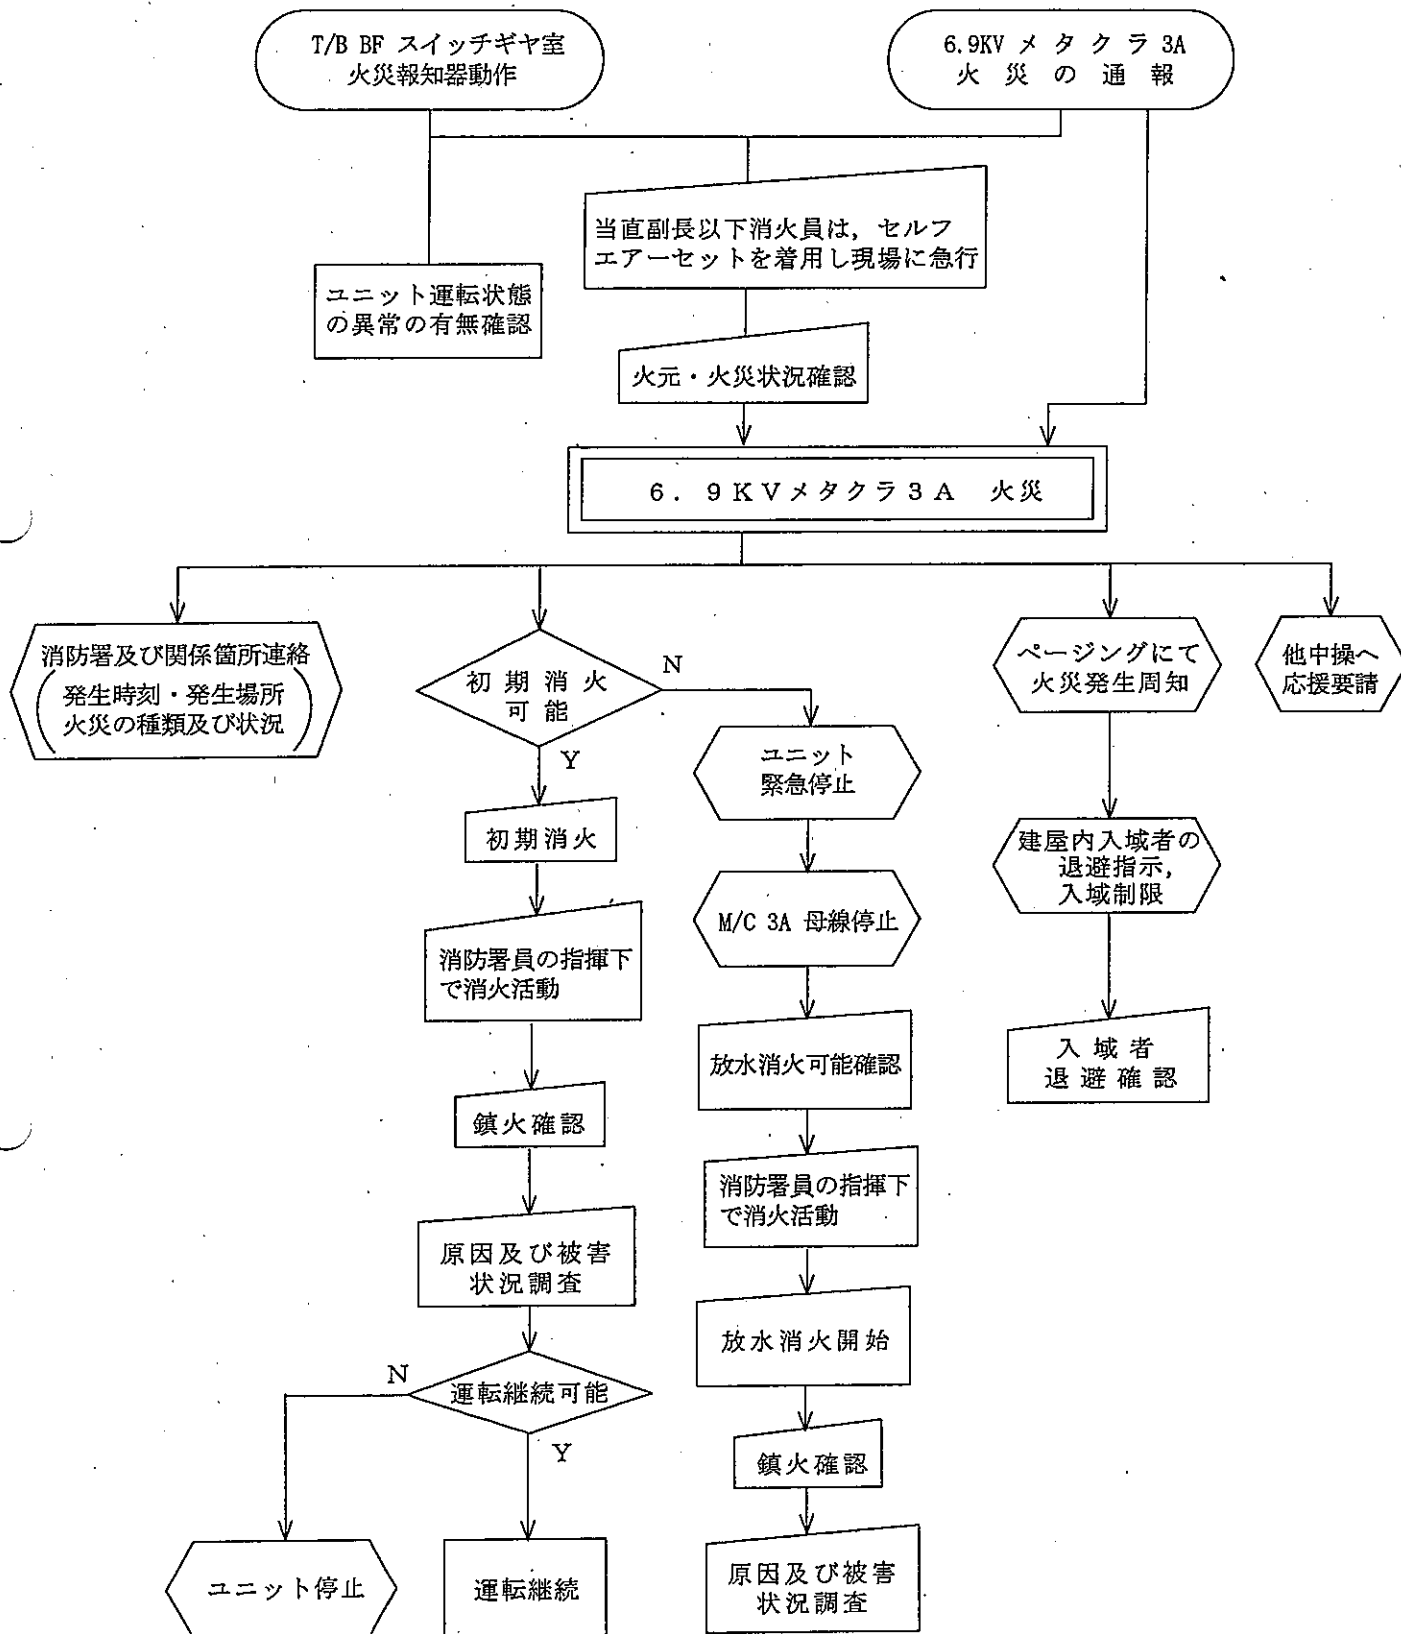 T/B BF スイッチギヤ室
火災報知器動作
6.9KV メタクラ 3A
火災の通報
当直副長以下消火員は，セルフ
エアーセットを着用し現場に急行
ユニット運転状態
の異常の有無確認
火元・火災状況確認
６．９ＫＶメタクラ３Ａ　火災
消防署及び関係箇所連絡
発生時刻・発生場所
火災の種類及び状況
初期消火
可能
N
Y
ページングにて
火災発生周知
他中操へ
応援要請
ユニット
緊急停止
初期消火
建屋内入域者の
退避指示，
入域制限
M/C 3A 母線停止
消防署員の指揮下
で消火活動
放水消火可能確認
入域者
退避確認
鎮火確認
消防署員の指揮下
で消火活動
原因及び被害
状況調査
放水消火開始
N
運転継続可能
Y
鎮火確認
ユニット停止
運転継続
原因及び被害
状況調査